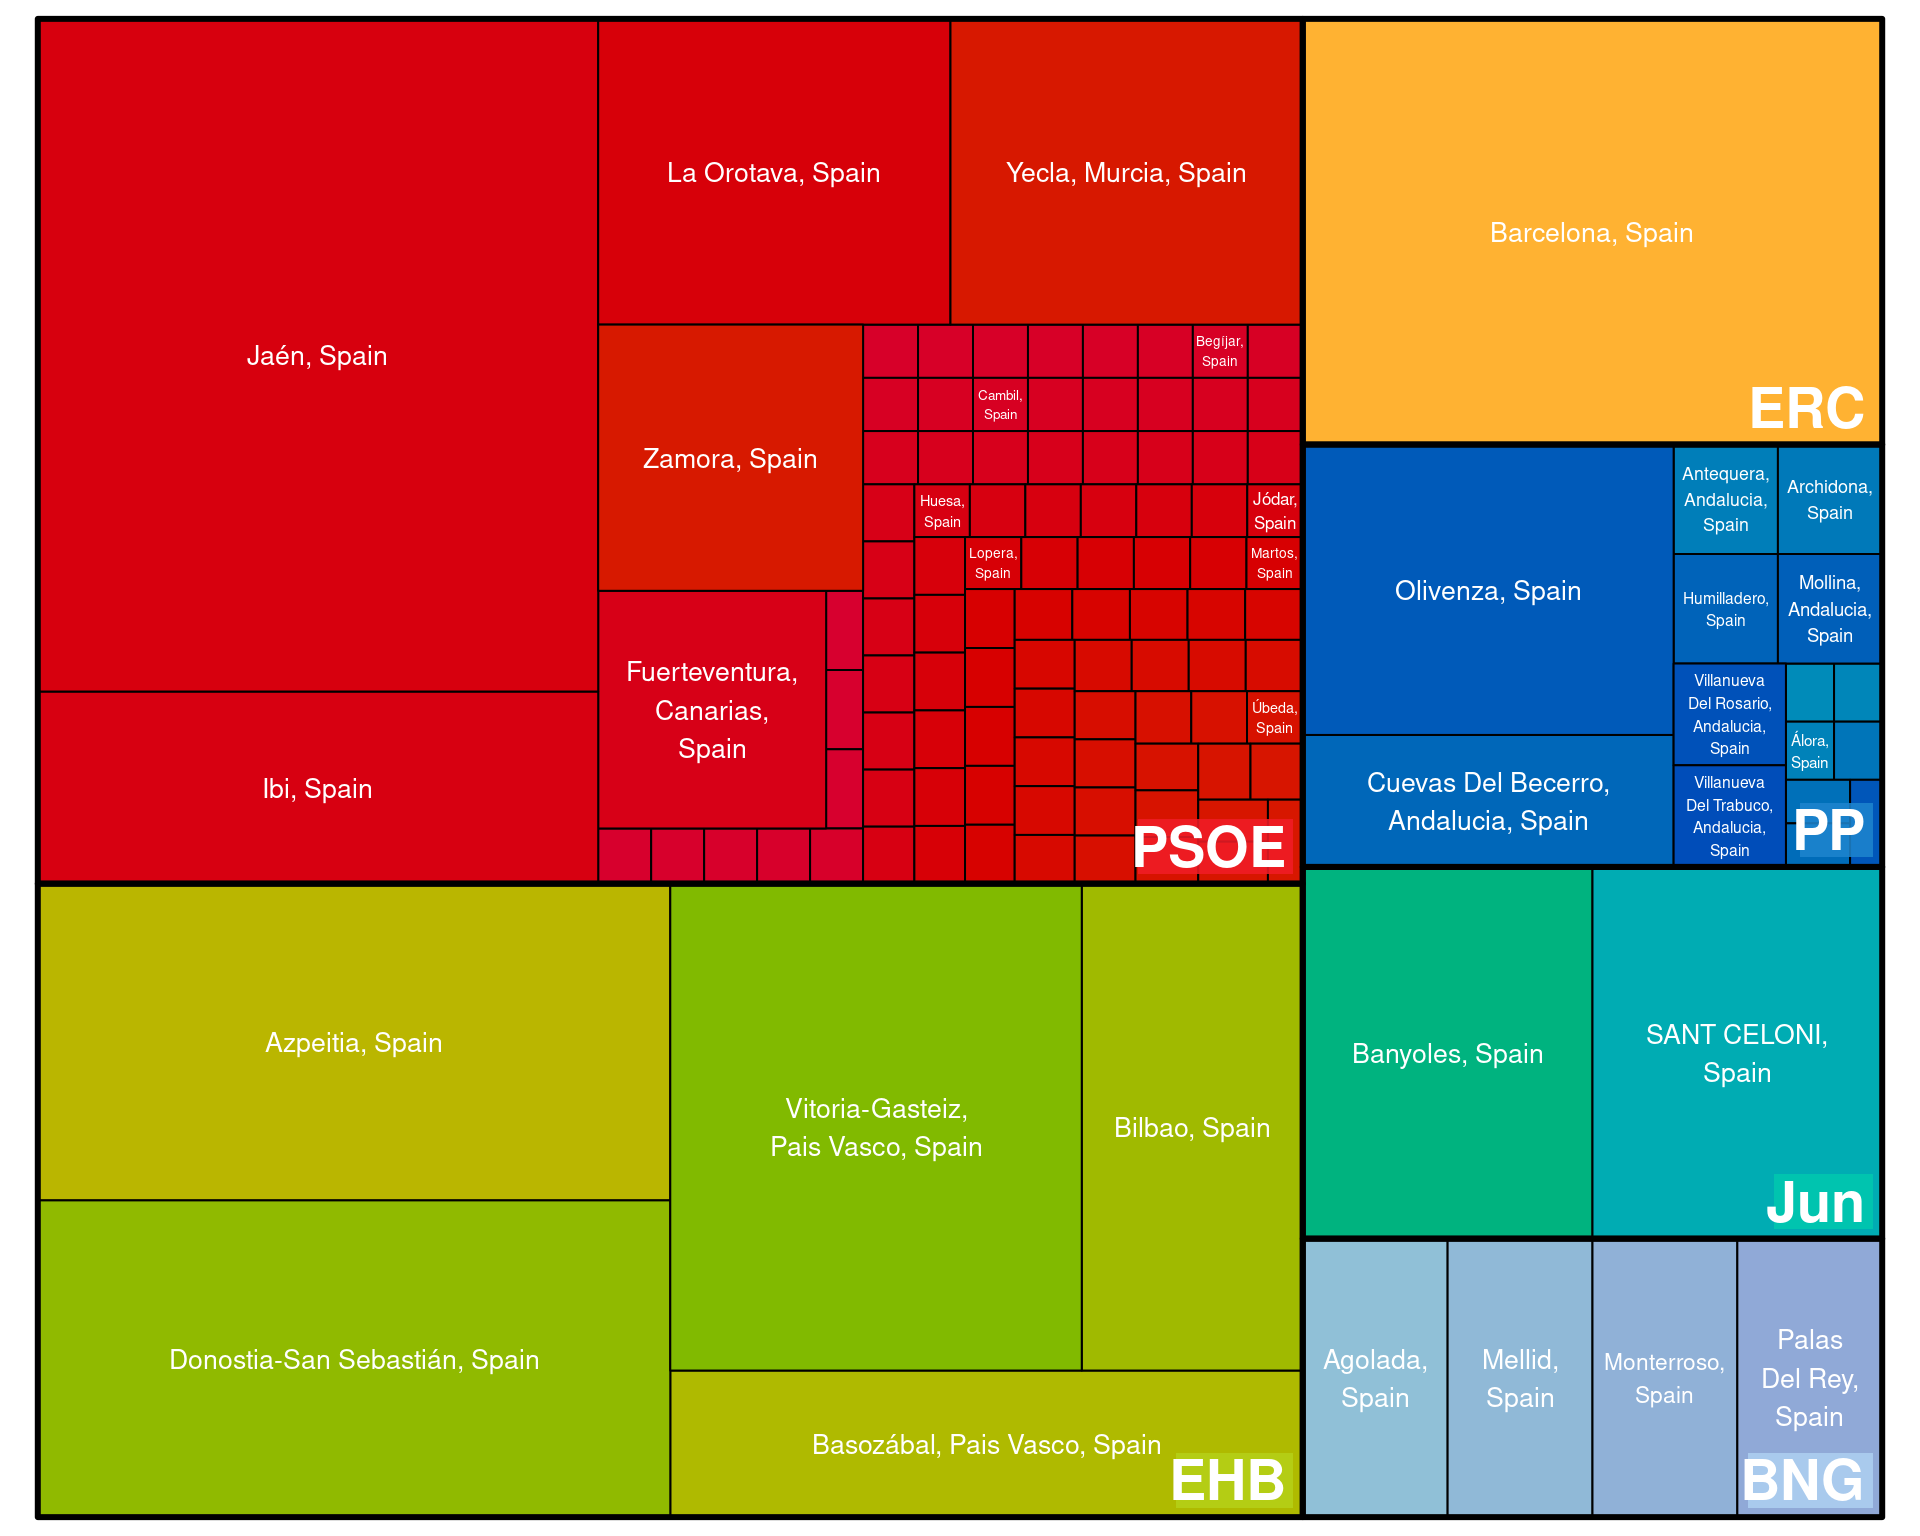 Jaén, Spain
Ibi, Spain
La Orotava, Spain
Yecla, Murcia, Spain
Zamora, Spain
Fuerteventura,
Canarias,
Spain
Begíjar,
Spain
Cambil,
Spain
Huesa,
Spain
Jódar,
Spain
Lopera,
Spain
Martos,
Spain
Úbeda,
Spain
PSOE
Azpeitia, Spain
Donostia-San Sebastián, Spain
Vitoria-Gasteiz,
Pais Vasco, Spain
Bilbao, Spain
Basozábal, Pais Vasco, Spain
EHB
Barcelona, Spain
ERC
Olivenza, Spain
Cuevas Del Becerro,
Andalucia, Spain
Antequera,
Andalucia,
Spain
Archidona,
Spain
Humilladero,
Spain
Mollina,
Andalucia,
Spain
Villanueva
Del Rosario,
Andalucia,
Spain
Villanueva
Del Trabuco,
Andalucia,
Spain
Álora,
Spain
PP
Banyoles, Spain
SANT CELONI,
Spain
Jun
Agolada,
Spain
Mellid,
Spain
Monterroso,
Spain
Palas
Del Rey,
Spain
BNG